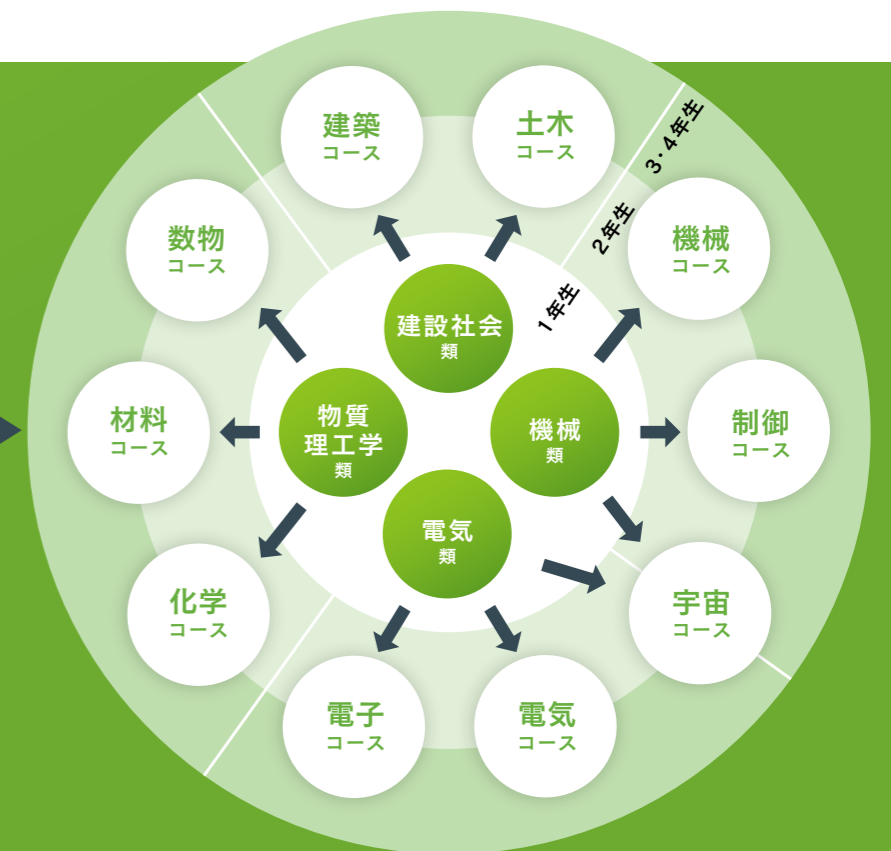 建築
コース
土木
コース
3・4年生
2年生
1年生
数物
コース
機械
コース
建設社会
類
材料
コース
物質
理工学
類
機械
類
制御
コース
電気
類
化学
コース
宇宙
コース
電子
コース
電気
コース